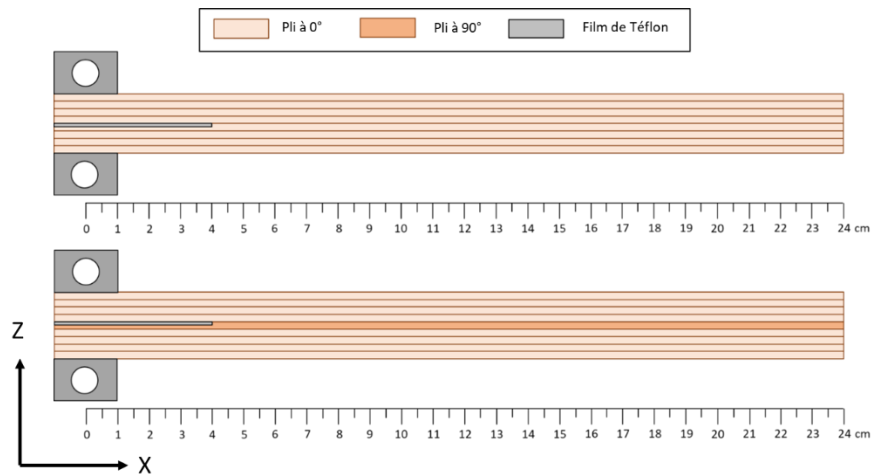 Pli à 0° Pli à 90° Film de Téflon
0 1 2 3 4 5 6 7 8 9 10 11 12 13 14 15 16 17 18 19 20 21 22 23 24 cm
Z
0 1 2 3 4 5 6 7 8 9 10 11 12 13 14 15 16 17 18 19 20 21 22 23 24 cm
X